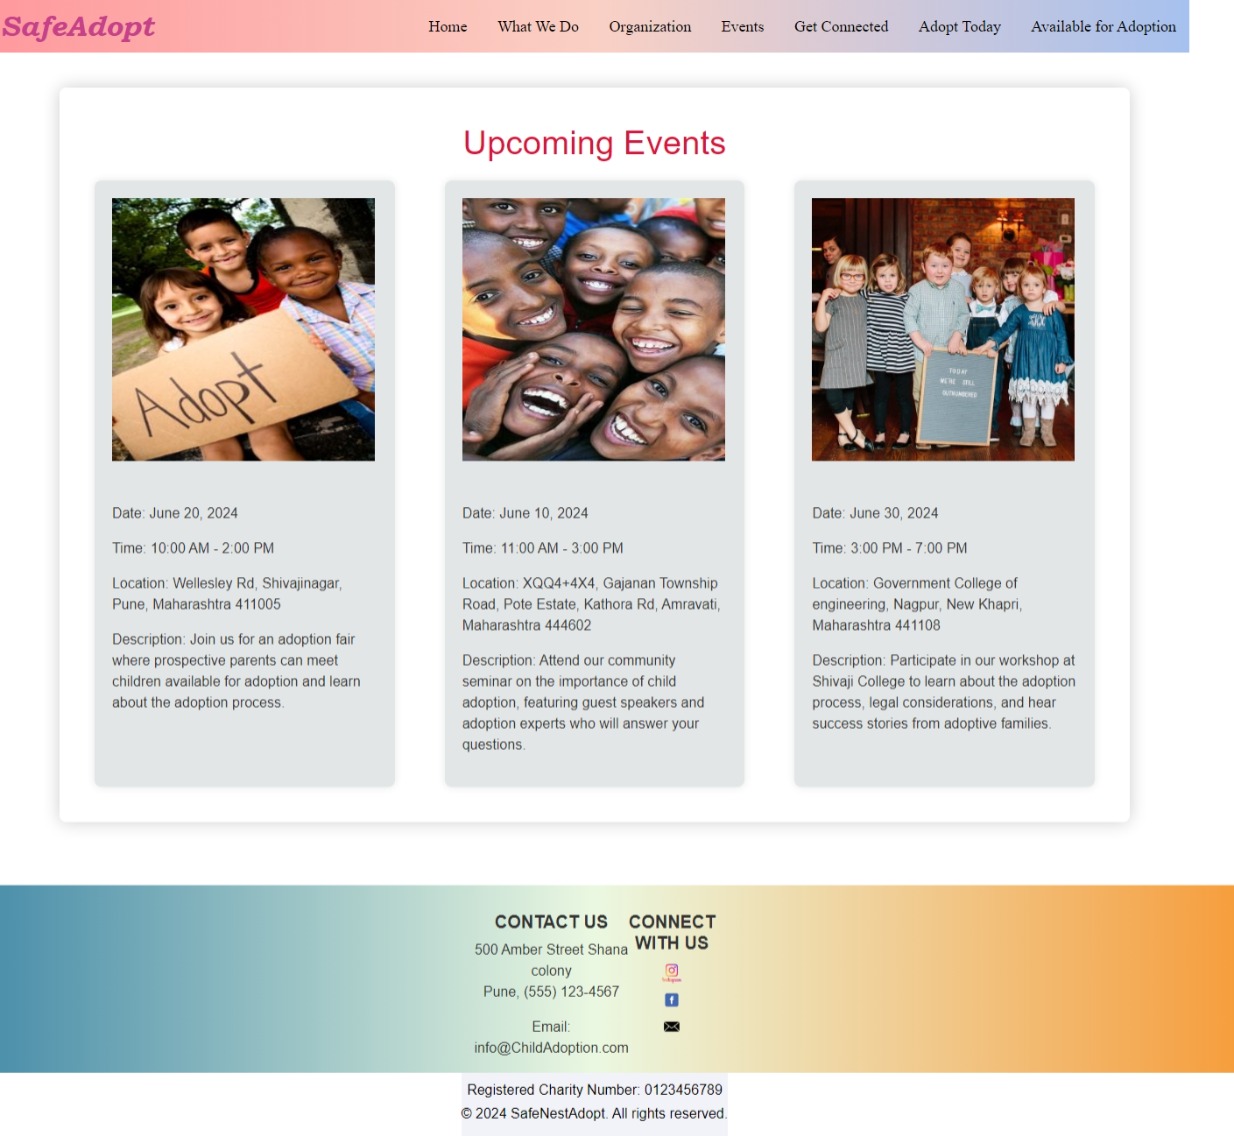 SafeAdopt
Home What We Do Organization Events Get Connected Adopt Today Available for Adoption
Upcoming Events
Adopt
Date: June 20, 2024
Time: 10:00 AM - 2:00 PM
Location: Wellesley Rd, Shivajinagar,
Pune, Maharashtra 411005
Description: Join us for an adoption fair
where prospective parents can meet
children available for adoption and learn
about the adoption process.
Date: June 10, 2024
Time: 11:00 AM - 3:00 PM
Location: XQQ4+4X4, Gajanan Township
Road, Pote Estate, Kathora Rd, Amravati,
Maharashtra 444602
Description: Attend our community
seminar on the importance of child
adoption, featuring guest speakers and
adoption experts who will answer your
questions.
TODAY
WE'RE STILL
OUTNUMBERED
Date: June 30, 2024
Time: 3:00 PM - 7:00 PM
Location: Government College of
engineering, Nagpur, New Khapri,
Maharashtra 441108
Description: Participate in our workshop at
Shivaji College to learn about the adoption
process, legal considerations, and hear
success stories from adoptive families.
CONTACT US
500 Amber Street Shana
colony
Pune, (555) 123-4567
Email:
info@ChildAdoption.com
CONNECT
WITH US
Registered Charity Number: 0123456789
© 2024 SafeNestAdopt. All rights reserved.